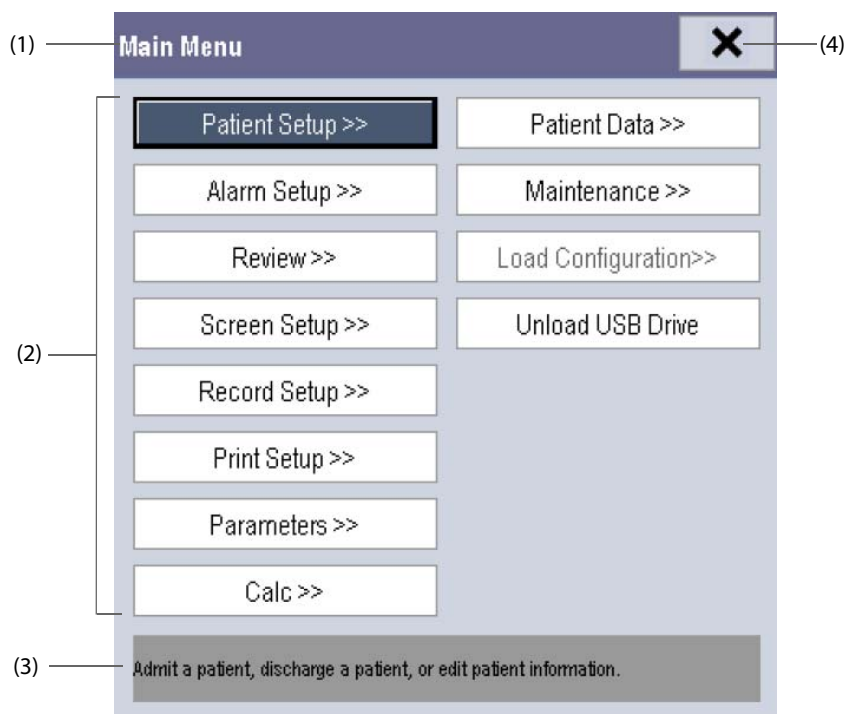 (1)
Main Menu
(4)
Patient Setup >>
Patient Data >>
Alarm Setup >>
Maintenance >>
Review >>
Load Configuration>>
Screen Setup >>
Unload USB Drive
(2)
Record Setup >>
Print Setup >>
Parameters >>
Calc >>
(3)
Admit a patient, discharge a patient, or edit patient information.